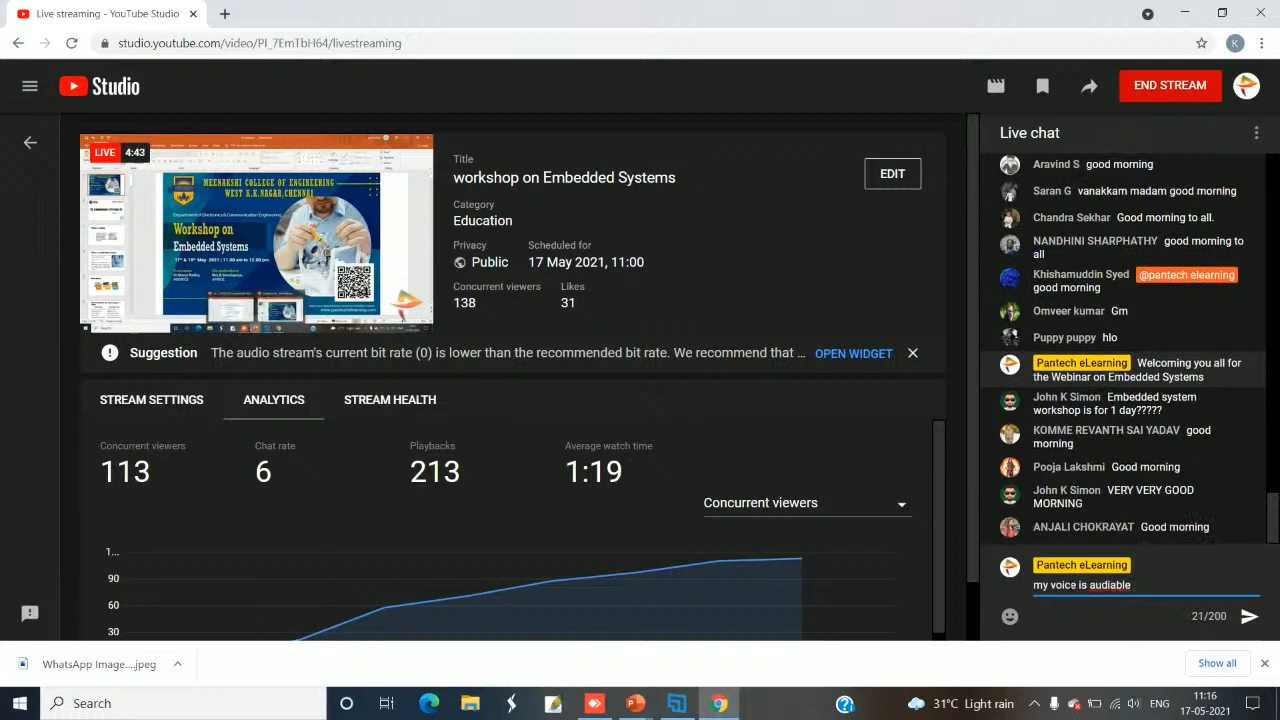 Live streaming - YouTube Studio
studio.youtube.com/video/PI_7EmTbH64/livestreaming
K
Studio
END STREAM
LIVE 4:43
MEENAKSHI COLLEGE OF ENGINEERING
WEST K.K.NAGAR,CHENNAI
Department of Electronics & Communication Engineering
Workshop on
Embedded Systems
Title
workshop on Embedded Systems
EDIT
Category
Education
Privacy
Public
Scheduled for
17 May 2021, 11:00
Concurrent viewers
138
Likes
31
Suggestion The audio stream's current bit rate (0) is lower than the recommended bit rate. We recommend that ... OPEN WIDGET
STREAM SETTINGS ANALYTICS STREAM HEALTH
Concurrent viewers
113
Chat rate
6
Playbacks
213
Average watch time
1:19
Concurrent viewers
1...
90
60
30
Live chat
Aravind S good morning
Saran G vanakkam madam good morning
Chandra Sekhar Good morning to all.
NANDHINI SHARPHATHY good morning to
all
Knishamuddin Syed @pantech elearning
good morning
Omveer kumar Gm
Puppy puppy hlo
Pantech eLearning Welcoming you all for
the Webinar on Embedded Systems
John K Simon Embedded system
workshop is for 1 day?????
KOMME REVANTH SAI YADAV good
morning
Pooja Lakshmi Good morning
John K Simon VERY VERY GOOD
MORNING
ANJALI CHOKRAYAT Good morning
Pantech eLearning
my voice is audiable
21/200
WhatsApp Image....jpeg
Show all
Search
31°C Light rain
ENG
11:16
17-05-2021